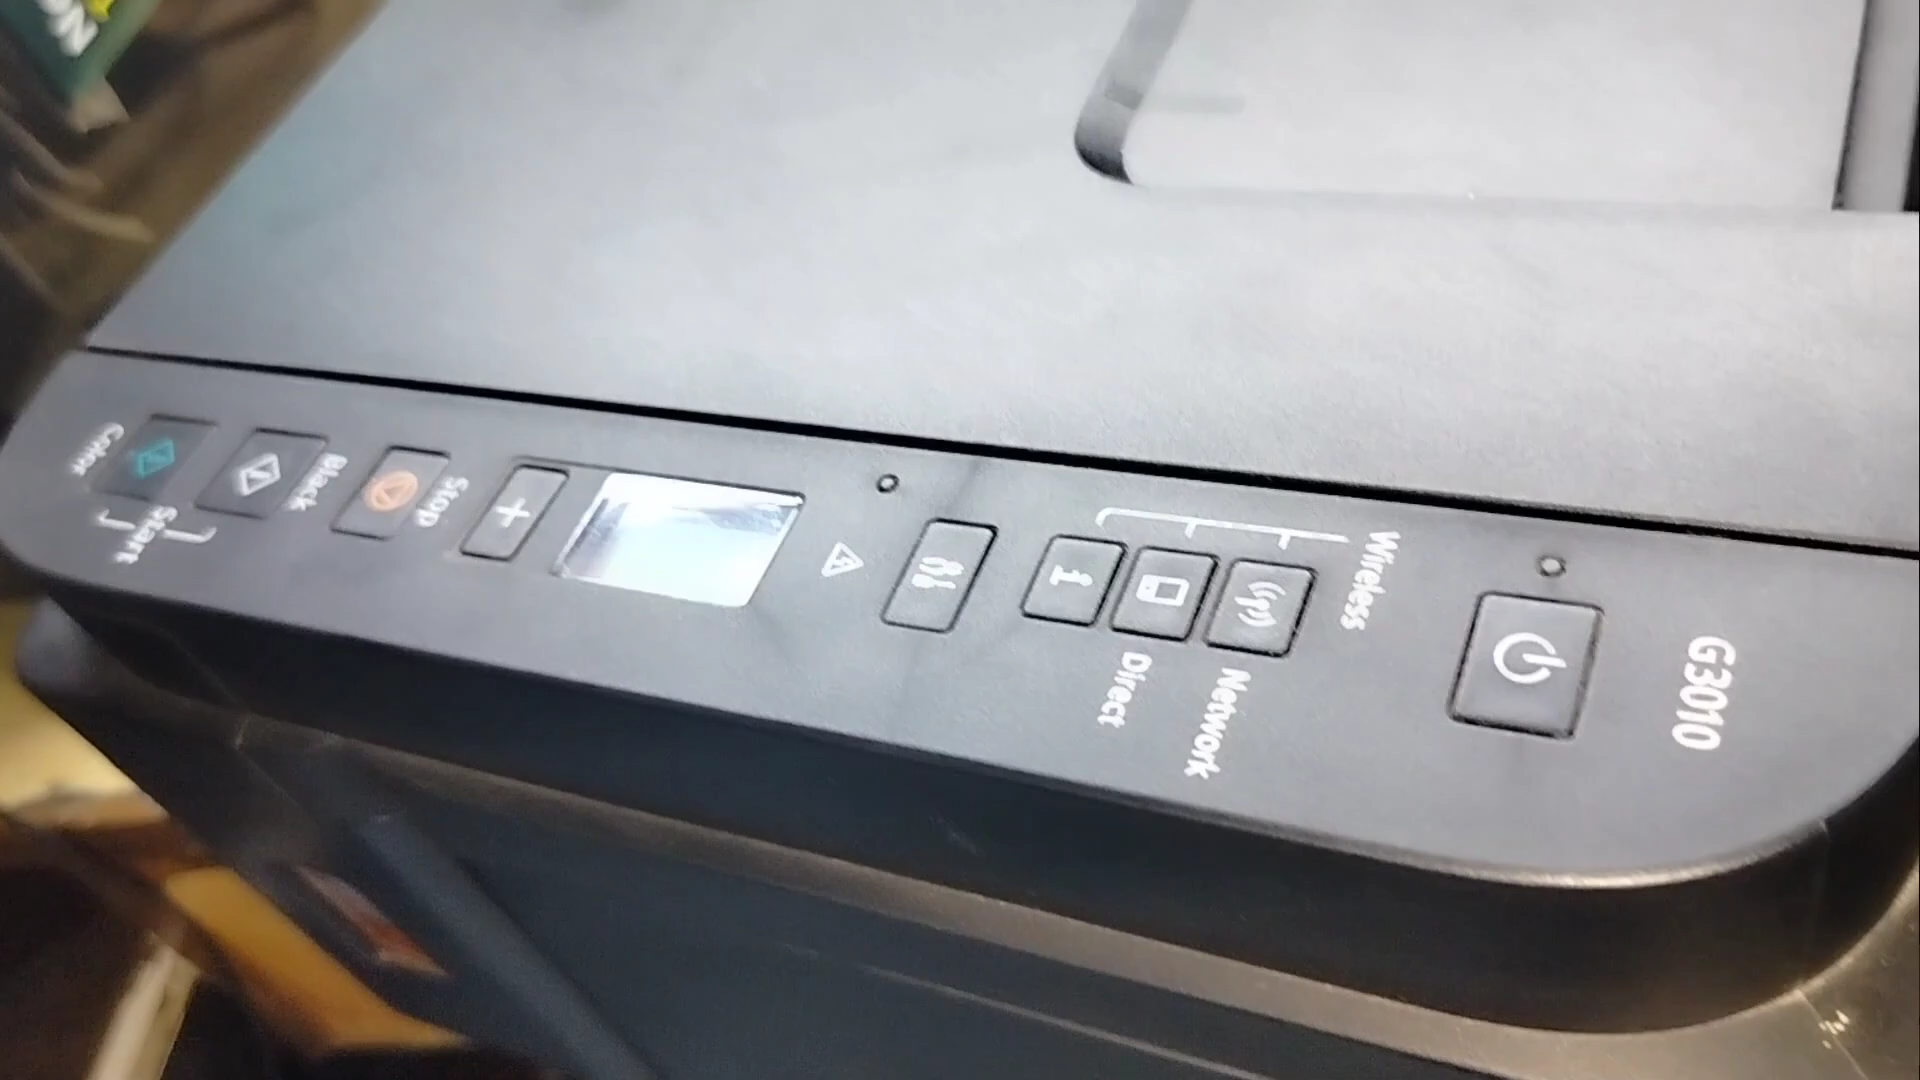 G3010
Wireless
Network
Direct
Stop
Black
Start
Color